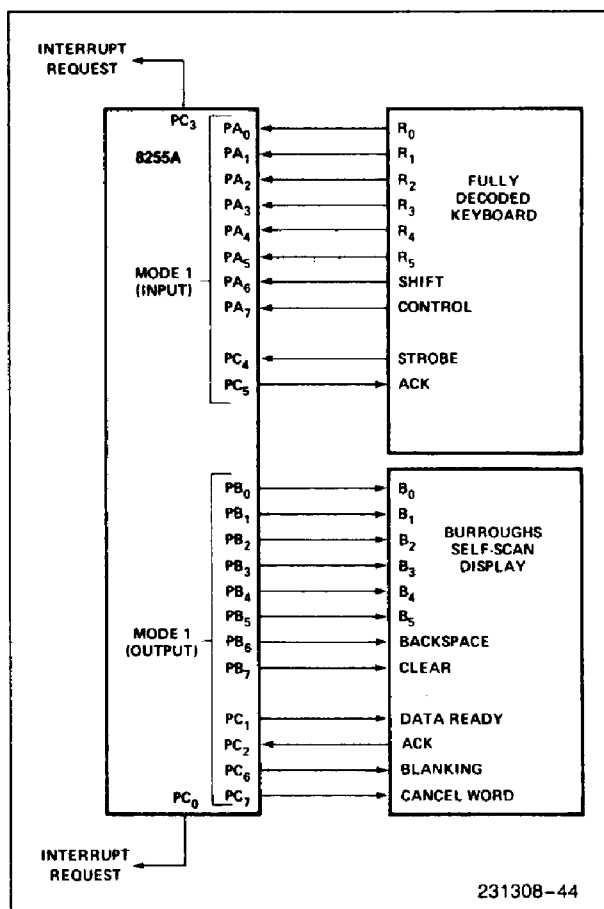 INTERRUPT
REQUEST
PC3
8255A
MODE 1
(INPUT)
PA0
PA1
PA2
PA3
PA4
PA5
PA6
PA7
PC4
PC5
R0
R1
R2
R3
R4
R5
SHIFT
CONTROL
STROBE
ACK
FULLY
DECODED
KEYBOARD
MODE 1
(OUTPUT)
PB0
PB1
PB2
PB3
PB4
PB5
PB6
PB7
PC1
PC2
PC6
PC7
B0
B1
B2
B3
B4
B5
BACKSPACE
CLEAR
DATA READY
ACK
BLANKING
CANCEL WORD
BURROUGHS
SELF-SCAN
DISPLAY
PC0
INTERRUPT
REQUEST
231308-44